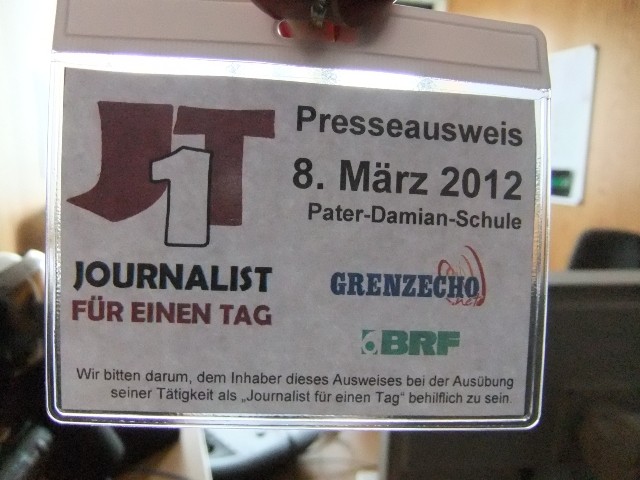 J1T
JOURNALIST
FÜR EINEN TAG
Presseausweis
8. März 2012
Pater-Damian-Schule
GRENZECHO
BRF
Wir bitten darum, dem Inhaber dieses Ausweises bei der Ausübung
seiner Tätigkeit als „Journalist für einen Tag" behilflich zu sein.